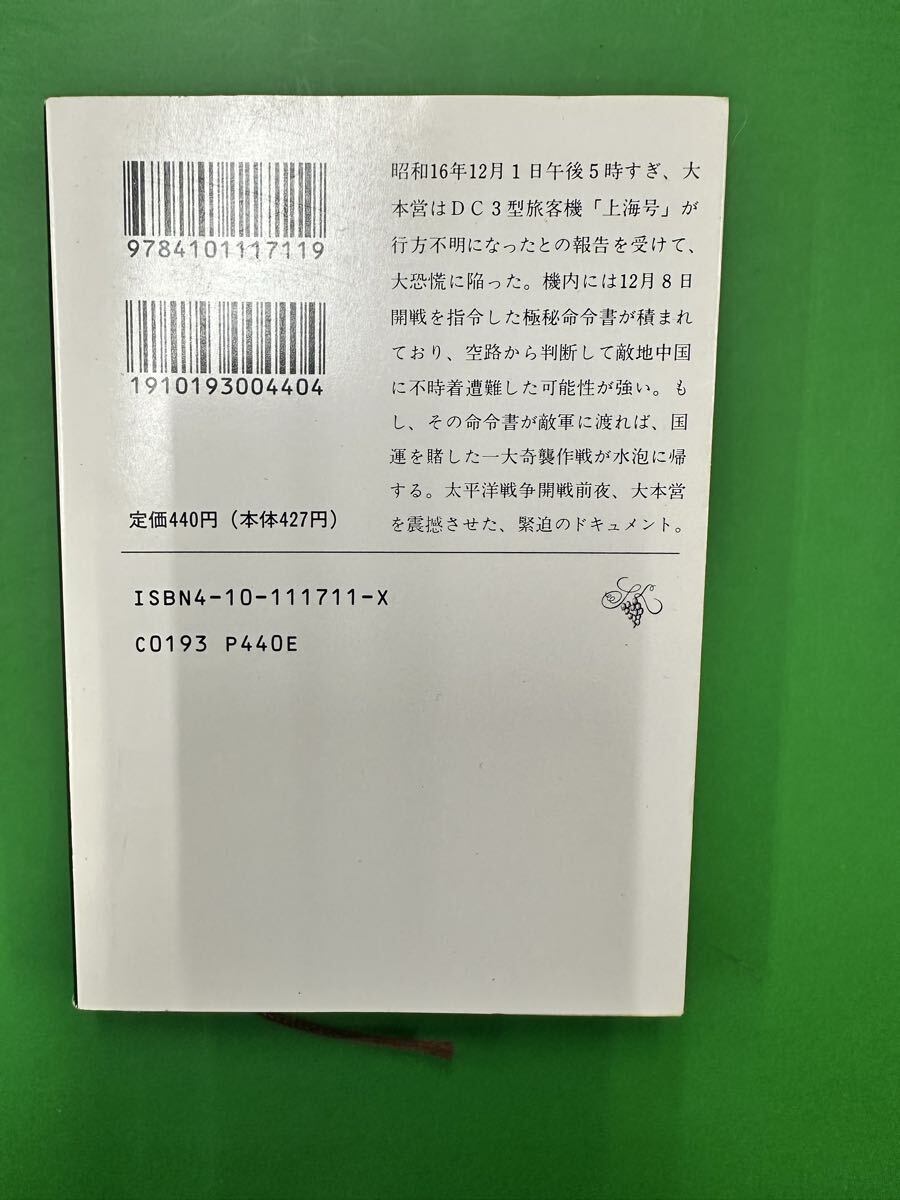 9784101117119
1910193004404
定価440円(本体427円)
昭和16年12月1日午後5時すぎ、大
本営はDC3型旅客機「上海号」が
行方不明になったとの報告を受けて、
大恐慌に陥った。機内には12月8日
開戦を指令した極秘命令書が積まれ
ており、空路から判断して敵地中国
に不時着遭難した可能性が強い。も
し、その命令書が敵軍に渡れば、国
運を賭した一大奇襲作戦が水泡に帰
する。太平洋戦争開戦前夜、大本営
を震撼させた、緊迫のドキュメント。
ISBN4-10-111711-X
C0193 P440E